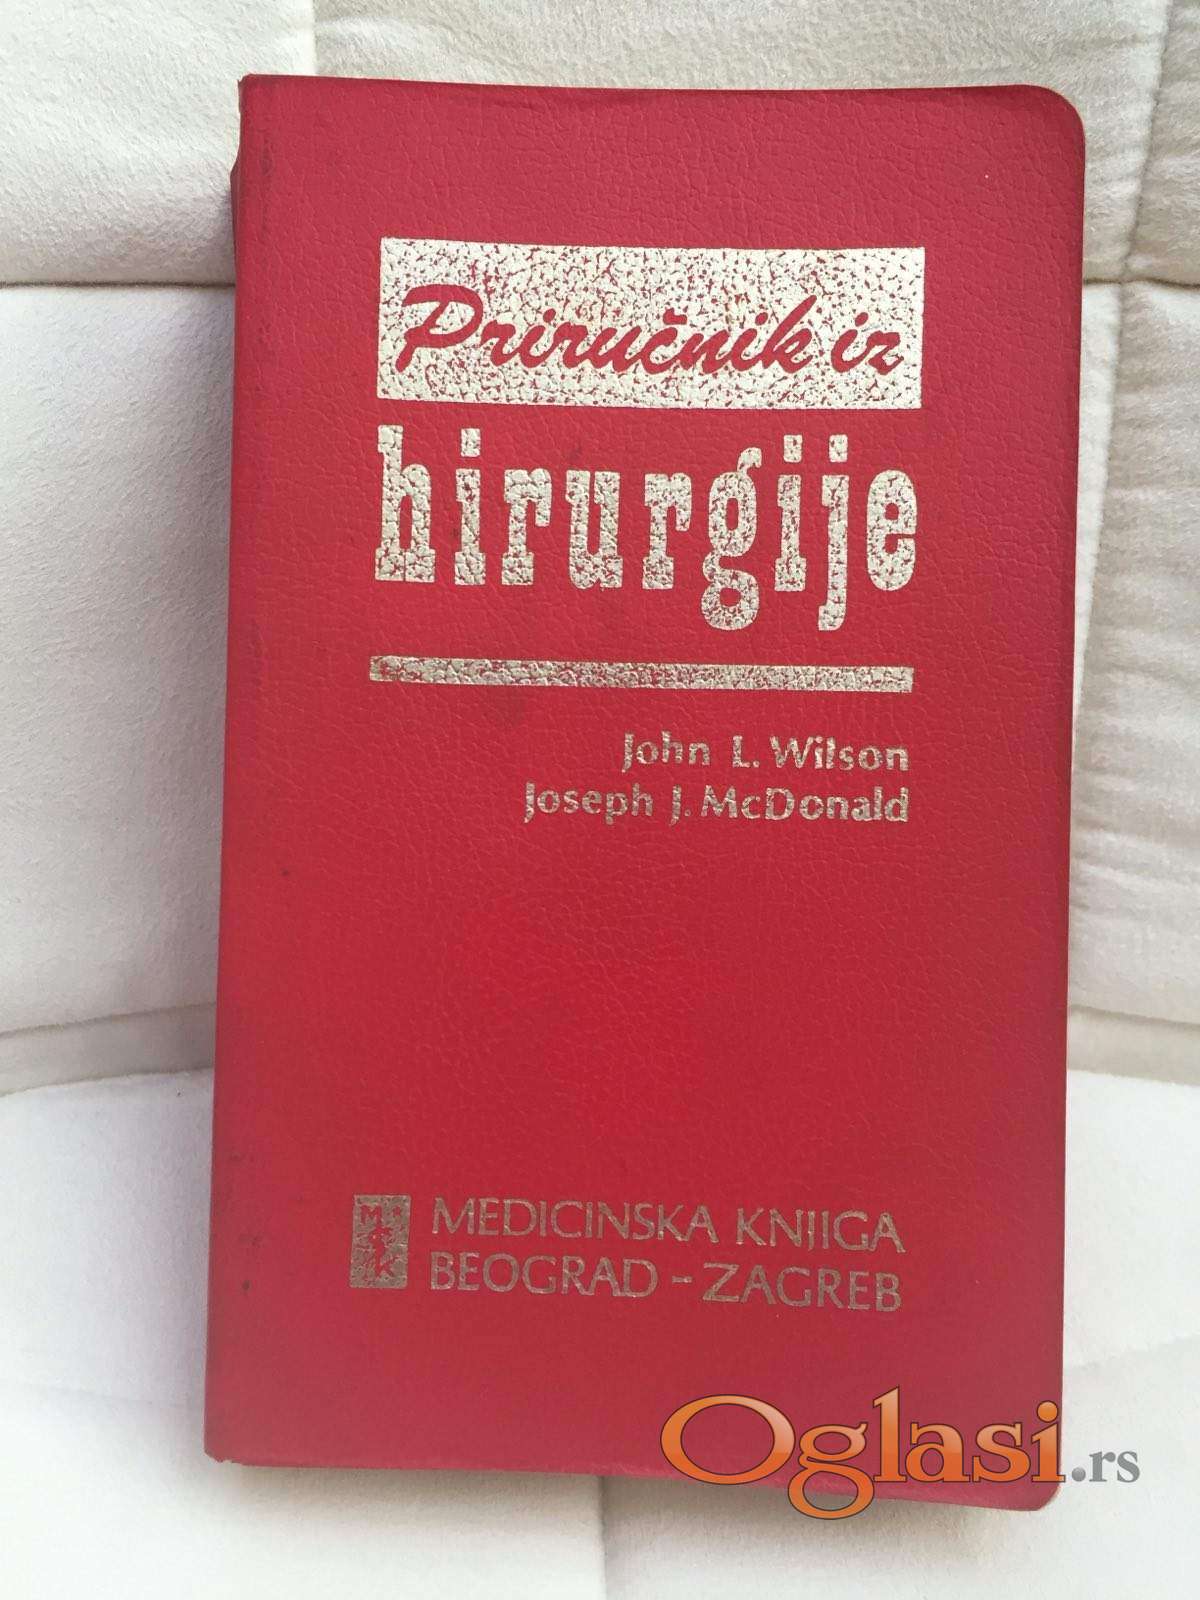 Priručnik iz
hirurgije
John L. Wilson
Joseph J. McDonald
MEDICINSKA KNJIGA
BEOGRAD - ZAGREB
Oglasi.rs